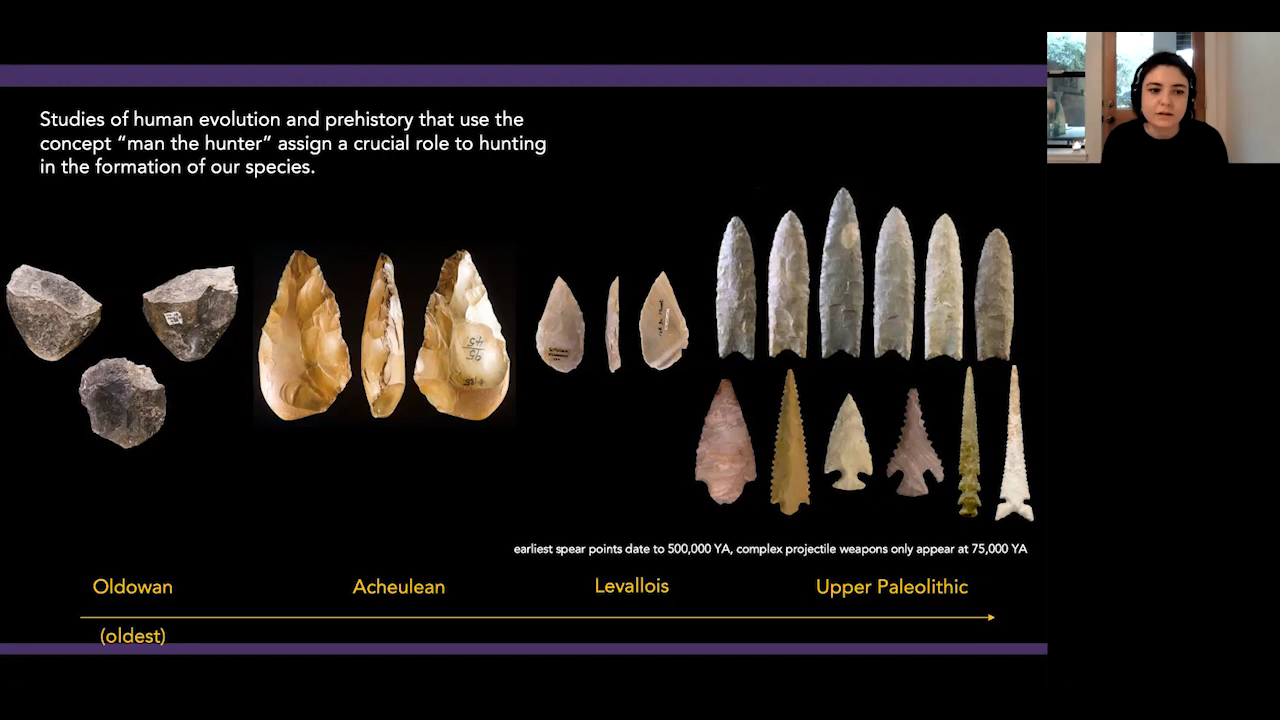 Studies of human evolution and prehistory that use the
concept “man the hunter” assign a crucial role to hunting
in the formation of our species.
earliest spear points date to 500,000 YA, complex projectile weapons only appear at 75,000 YA
Oldowan
Acheulean
Levallois
Upper Paleolithic
(oldest)